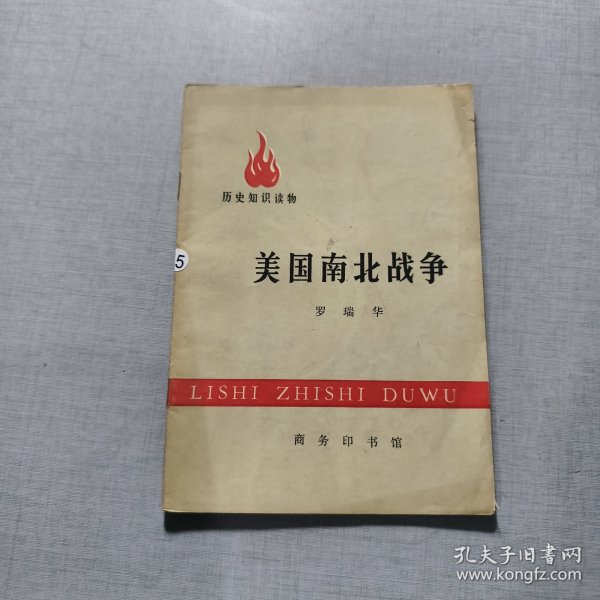 历史知识读物
5
美国南北战争
罗瑞华
LISHI ZHISHI DUWU
商务印书馆
孔夫子旧书网
www.kongfz.com